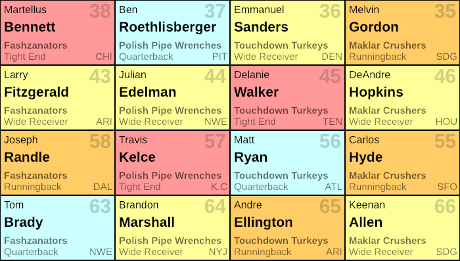 Martellus 38
Bennett
Fashzanators
Tight End CHI
Ben 37
Roethlisberger
Polish Pipe Wrenches
Quarterback PIT
Emmanuel 36
Sanders
Touchdown Turkeys
Wide Receiver DEN
Melvin 35
Gordon
Maklar Crushers
Runningback SDG
Larry 43
Fitzgerald
Fashzanators
Wide Receiver ARI
Julian 44
Edelman
Polish Pipe Wrenches
Wide Receiver NWE
Delanie 45
Walker
Touchdown Turkeys
Tight End TEN
DeAndre 46
Hopkins
Maklar Crushers
Wide Receiver HOU
Joseph 58
Randle
Fashzanators
Runningback DAL
Travis 57
Kelce
Polish Pipe Wrenches
Tight End K.C
Matt 56
Ryan
Touchdown Turkeys
Quarterback ATL
Carlos 55
Hyde
Maklar Crushers
Runningback SFO
Tom 63
Brady
Fashzanators
Quarterback NWE
Brandon 64
Marshall
Polish Pipe Wrenches
Wide Receiver NYJ
Andre 65
Ellington
Touchdown Turkeys
Runningback ARI
Keenan 66
Allen
Maklar Crushers
Wide Receiver SDG